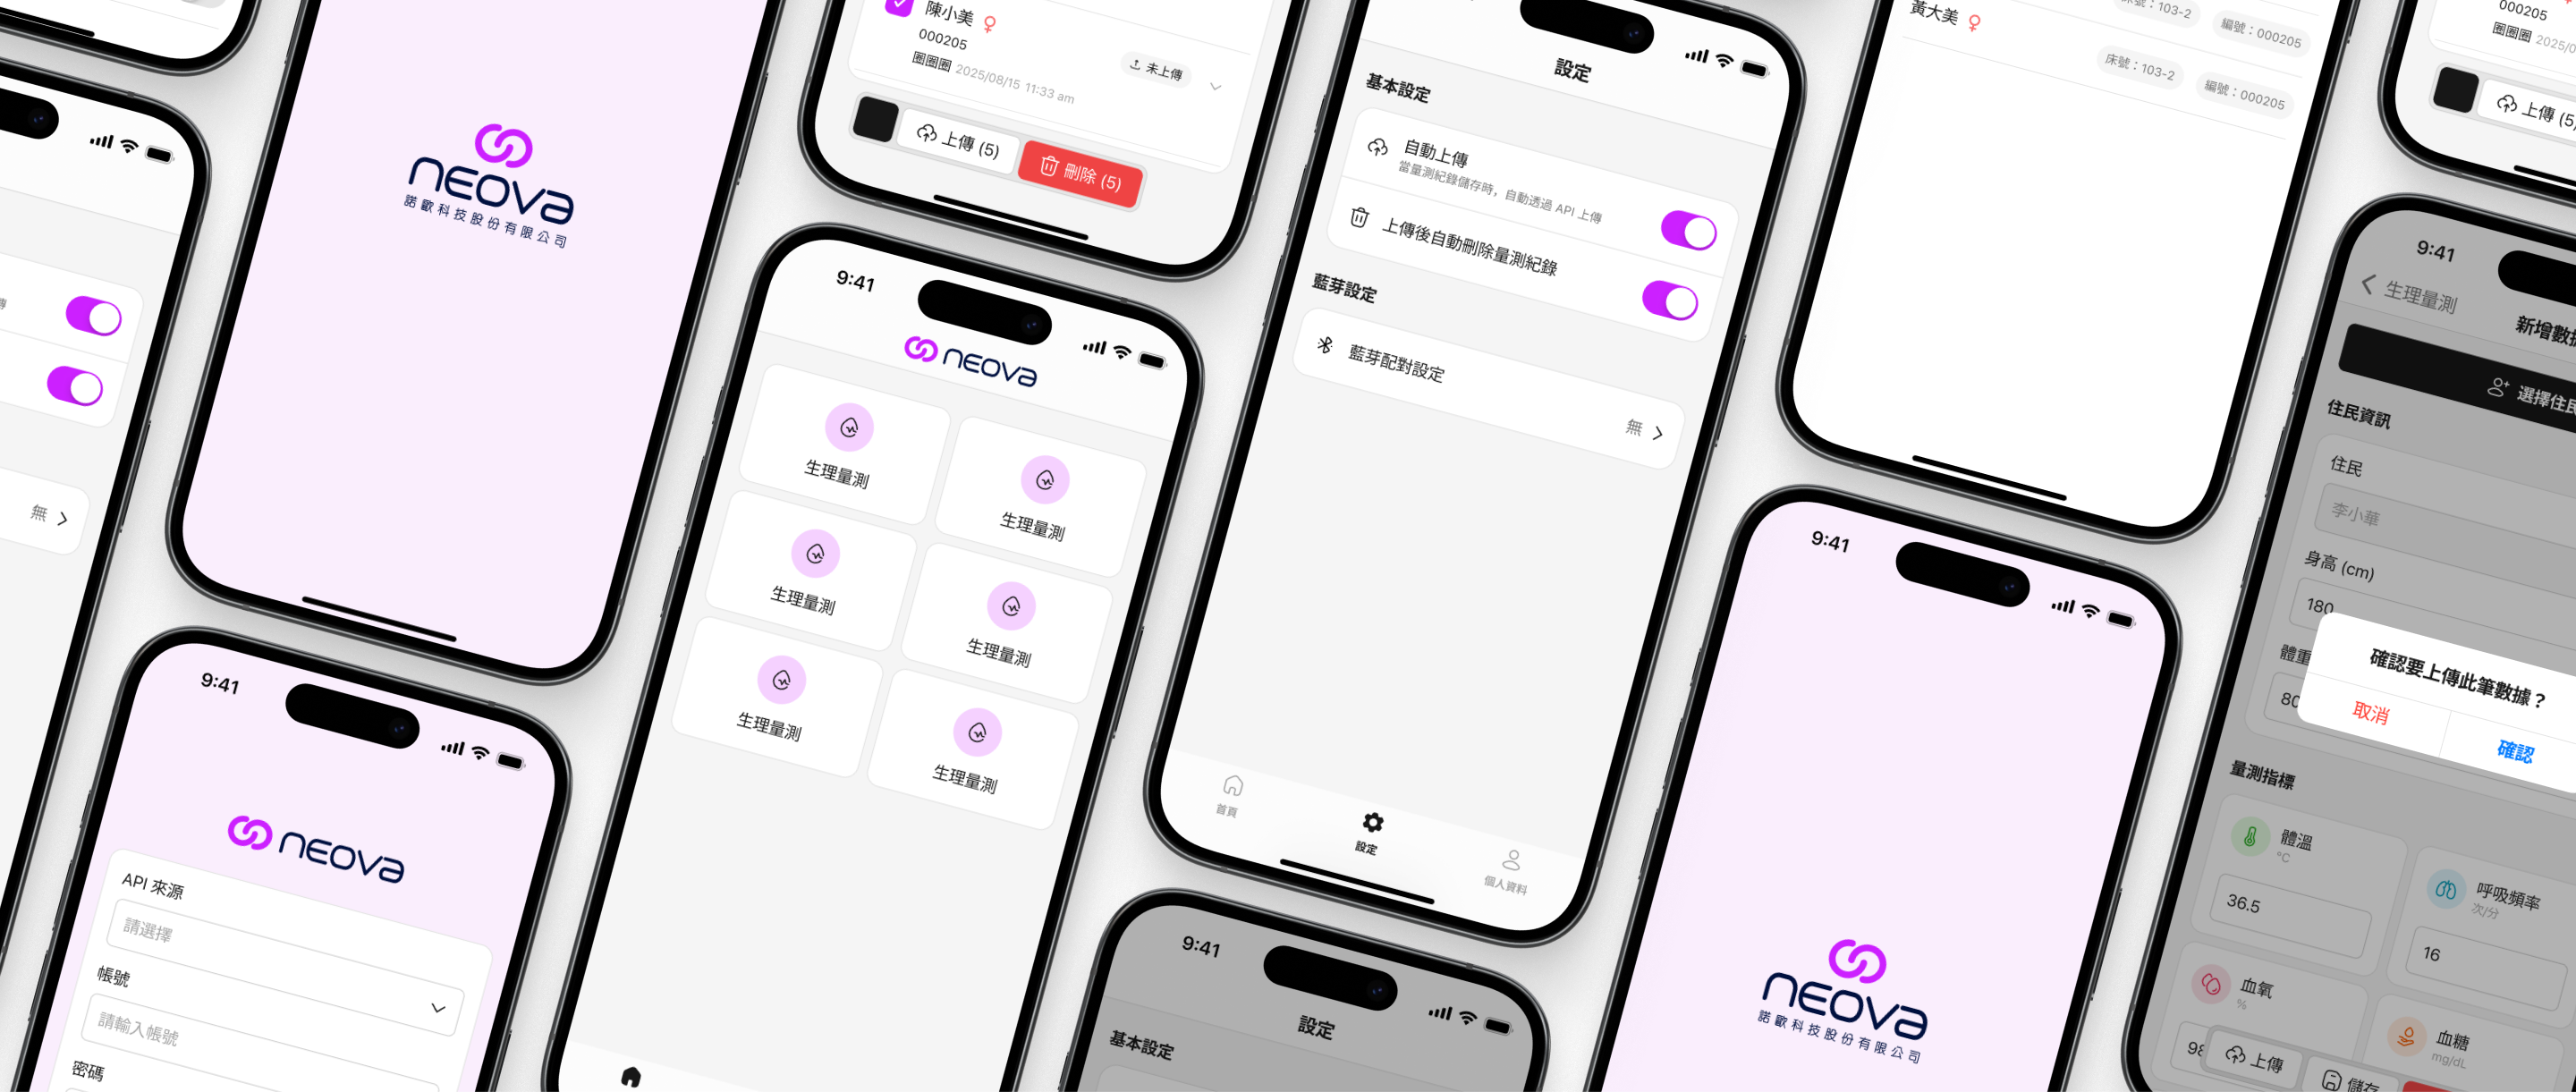 無
neova
諾歐科技股份有限公司
9:41
neova
API 來源
請選擇
帳號
請輸入帳號
密碼
陳小美
000205
圈圈圈 2025/08/15 11:33 am
未上傳
上傳 (5)
刪除 (5)
9:41
neova
生理量測
生理量測
生理量測
生理量測
生理量測
生理量測
設定
基本設定
自動上傳
當量測紀錄儲存時，自動透過 API 上傳
上傳後自動刪除量測紀錄
藍芽設定
藍芽配對設定
無
首頁
設定
個人資料
9:41
設定
基本設定
床號：103-2
編號：000205
黃大美
床號：103-2
編號：000205
9:41
neova
諾歐科技股份有限公司
000205
圈圈圈
上傳
9:41
生理量測
選擇住民
住民資訊
住民
李小華
身高 (cm)
180
體重
80
確認要上傳此筆數據？
取消
確認
量測指標
體溫
°C
36.5
呼吸頻率
次/分
16
血氧
%
98
血糖
mg/dL
上傳
儲存